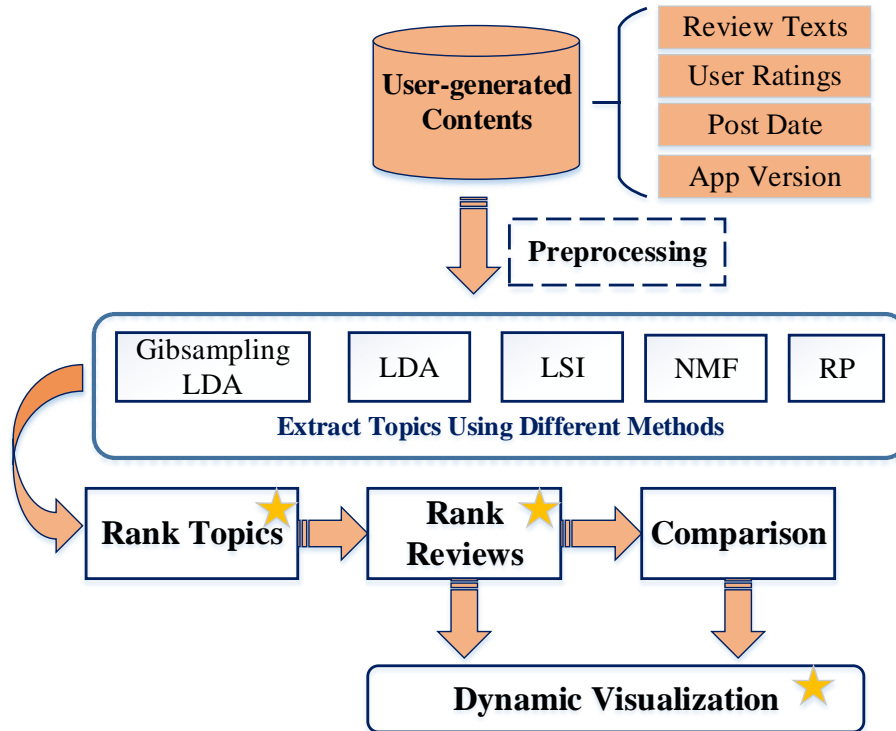 User-generated
Contents
Review Texts
User Ratings
Post Date
App Version
Preprocessing
Gibsampling
LDA
LDA
LSI
NMF
RP
Extract Topics Using Different Methods
Rank Topics
Rank
Reviews
Comparison
Dynamic Visualization